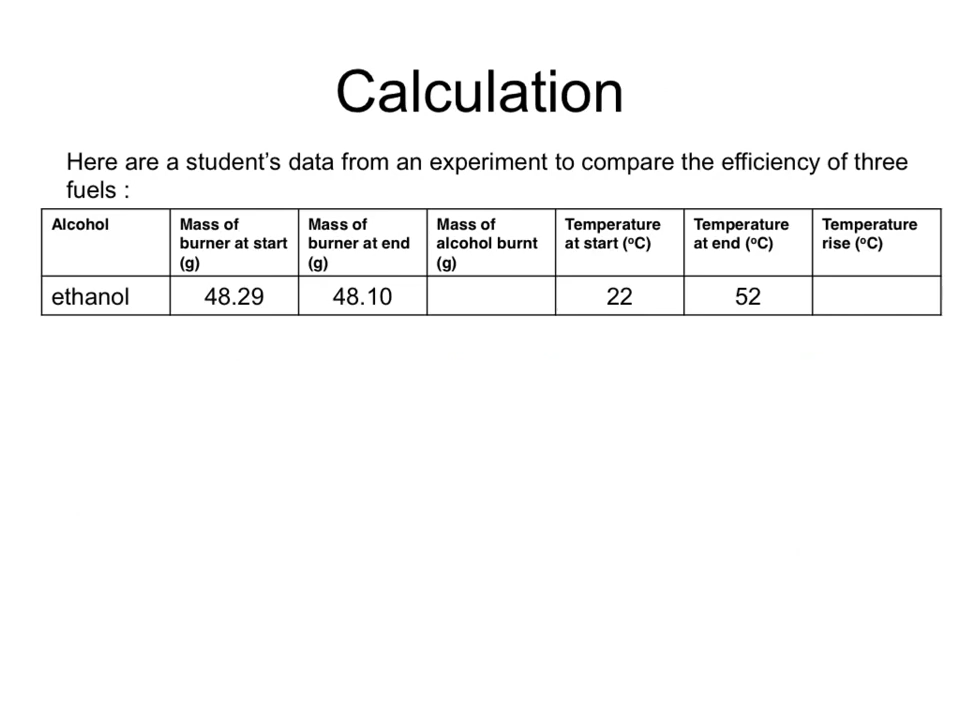 Calculation
Here are a student’s data from an experiment to compare the efficiency of three
fuels :
Alcohol
Mass of
burner at start
(g)
Mass of
burner at end
(g)
Mass of
alcohol burnt
(g)
Temperature
at start (ºC)
Temperature
at end (ºC)
Temperature
rise (ºC)
ethanol 48.29 48.10 22 52